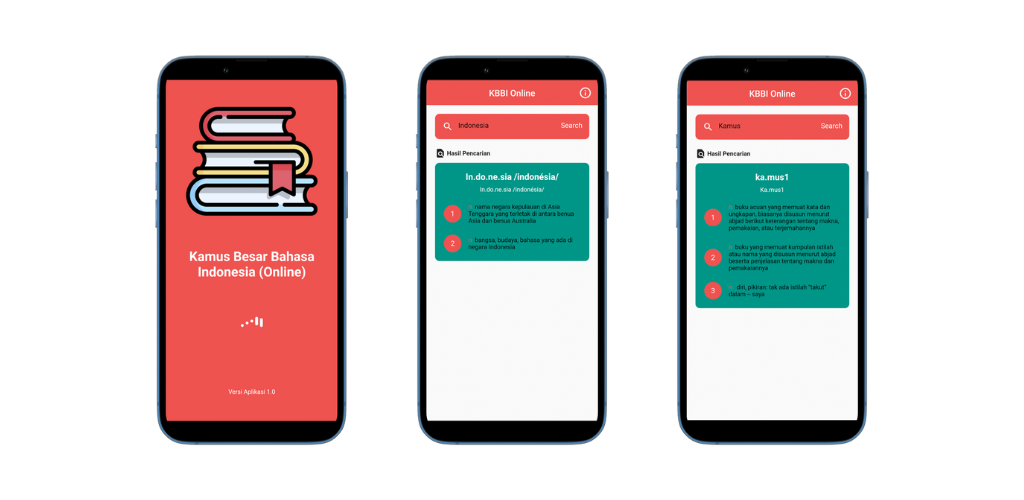 Kamus Besar Bahasa
Indonesia (Online)
Versi Aplikasi 1.0
KBBI Online
Indonesia
Search
Hasil Pencarian
In.do.ne.sia /indonésia/
In.do.ne.sia /indonésia/
1
nama negara kepulauan di Asia
Tenggara yang terletak di antara benua
Asia dan benua Australia
2
bangsa, budaya, bahasa yang ada di
negara Indonesia
KBBI Online
Kamus
Search
Hasil Pencarian
ka.mus1
Ka.mus1
1
buku acuan yang memuat kata dan
ungkapan, biasanya disusun menurut
abjad berikut keterangan tentang makna,
pemakaian, atau terjemahannya
2
buku yang memuat kumpulan istilah
atau nama yang disusun menurut abjad
beserta penjelasan tentang makna dan
pemakaiannya
3
diri, pikiran: tak ada istilah "takut"
dalam -- saya